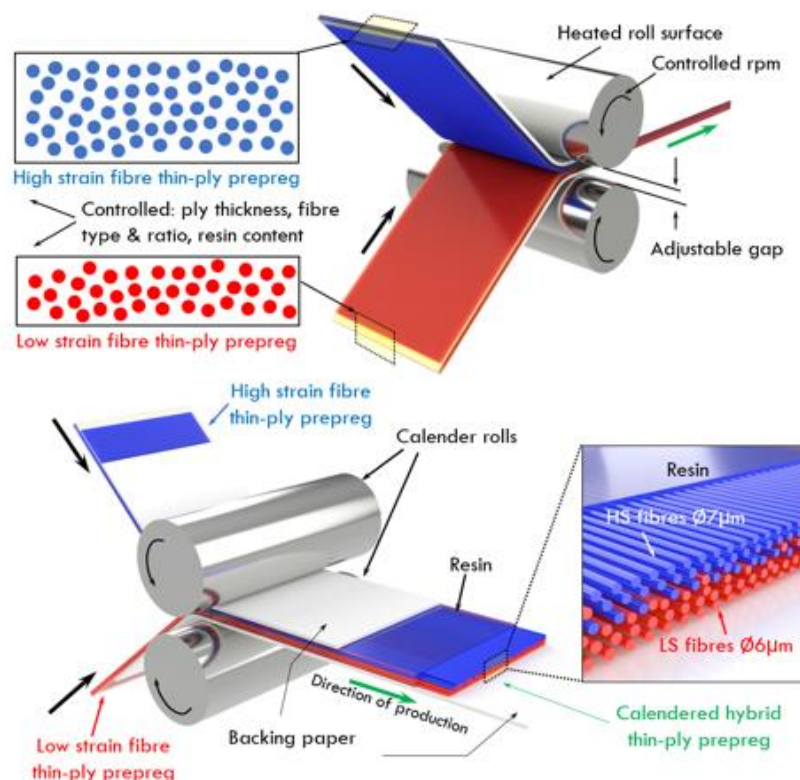 Heated roll surface
Controlled rpm
High strain fibre thin-ply prepreg
Controlled: ply thickness, fibre
type & ratio, resin content
Adjustable gap
Low strain fibre thin-ply prepreg
High strain fibre
thin-ply prepreg
Calender rolls
Resin
HS fibres Ø7µm
Resin
LS fibres Ø6µm
Direction of production
Backing paper
Low strain fibre
thin-ply prepreg
Calendered hybrid
thin-ply prepreg